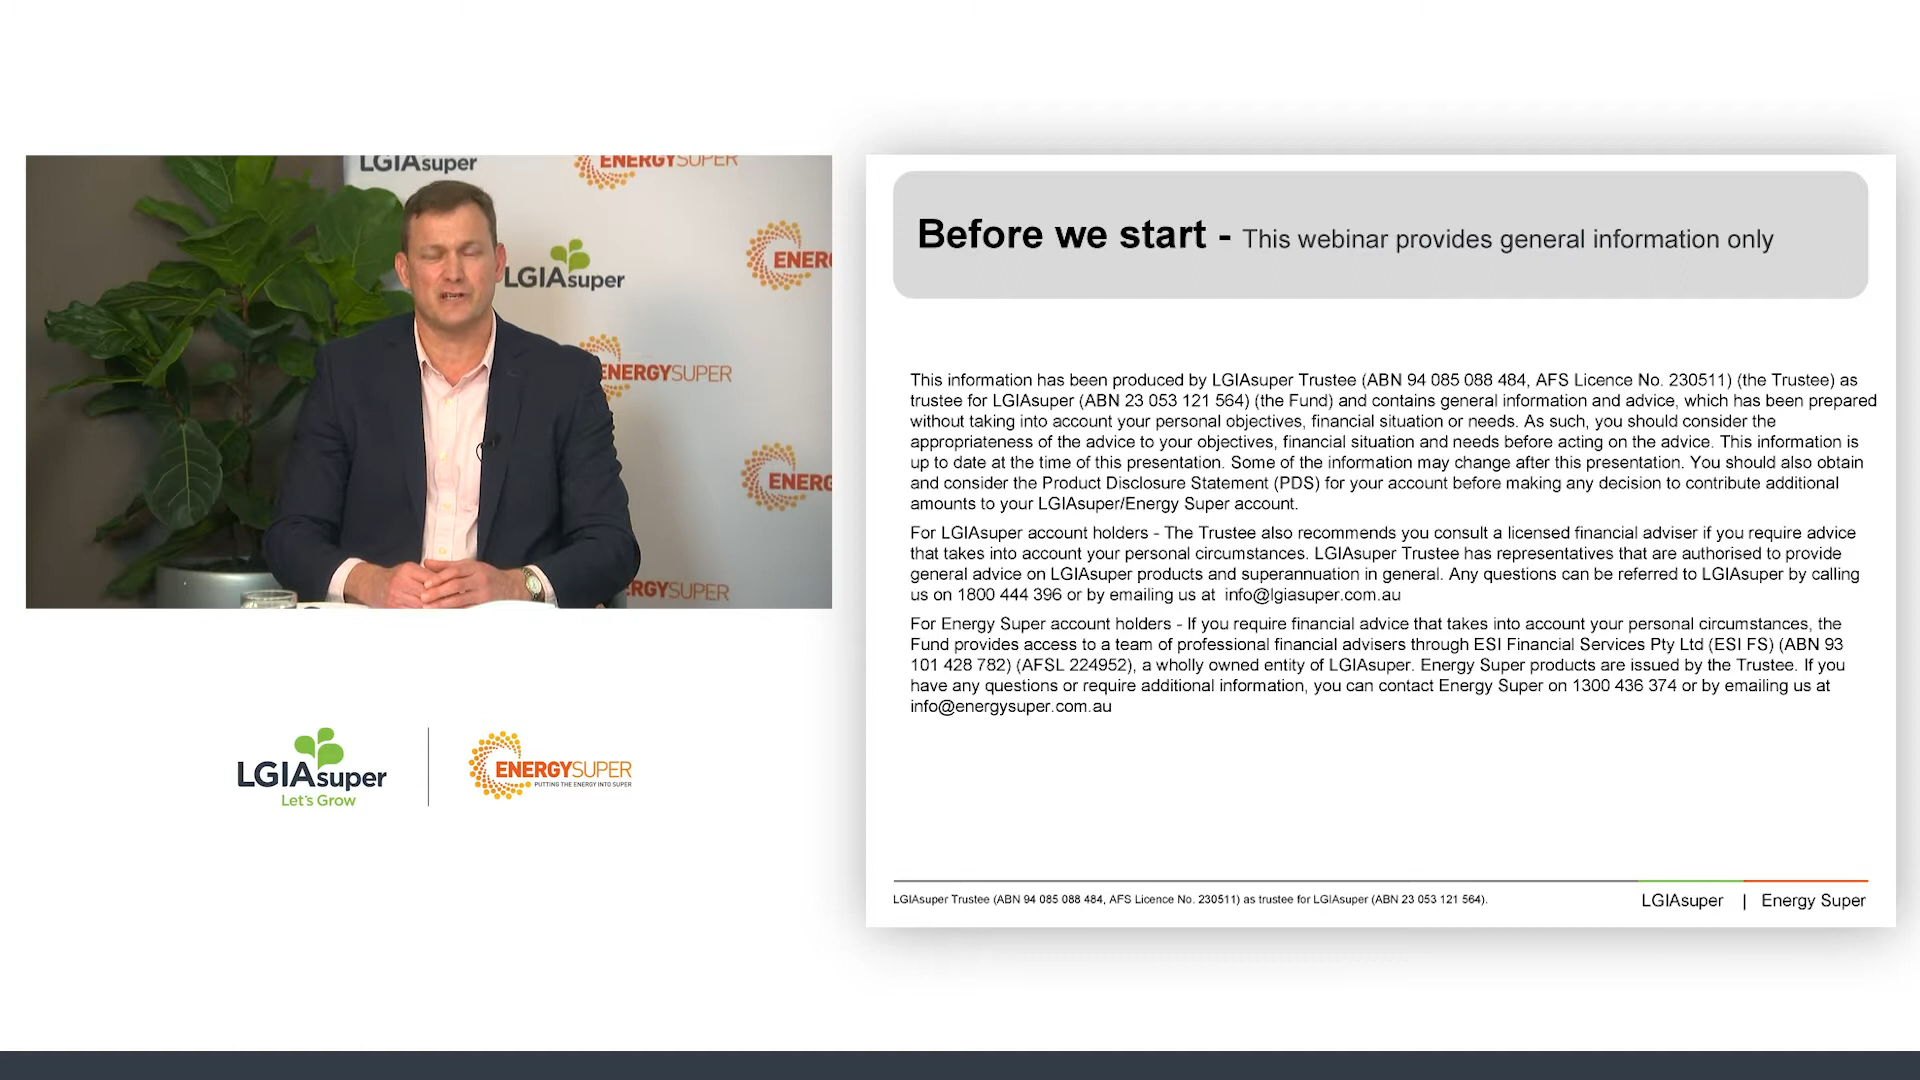 LGIAsuper
ENERGYSUPER
LGIAsuper
ENER
ENERGYSUPER
ENERG
RGYSUPER
LGIAsuper
Let's Grow
ENERGYSUPER
PUTTING THE ENERGY INTO SUPER
Before we start - This webinar provides general information only
This information has been produced by LGIAsuper Trustee (ABN 94 085 088 484, AFS Licence No. 230511) (the Trustee) as
trustee for LGIAsuper (ABN 23 053 121 564) (the Fund) and contains general information and advice, which has been prepared
without taking into account your personal objectives, financial situation or needs. As such, you should consider the
appropriateness of the advice to your objectives, financial situation and needs before acting on the advice. This information is
up to date at the time of this presentation. Some of the information may change after this presentation. You should also obtain
and consider the Product Disclosure Statement (PDS) for your account before making any decision to contribute additional
amounts to your LGIAsuper/Energy Super account.
For LGIAsuper account holders - The Trustee also recommends you consult a licensed financial adviser if you require advice
that takes into account your personal circumstances. LGIAsuper Trustee has representatives that are authorised to provide
general advice on LGIAsuper products and superannuation in general. Any questions can be referred to LGIAsuper by calling
us on 1800 444 396 or by emailing us at info@lgiasuper.com.au
For Energy Super account holders - If you require financial advice that takes into account your personal circumstances, the
Fund provides access to a team of professional financial advisers through ESI Financial Services Pty Ltd (ESI FS) (ABN 93
101 428 782) (AFSL 224952), a wholly owned entity of LGIAsuper. Energy Super products are issued by the Trustee. If you
have any questions or require additional information, you can contact Energy Super on 1300 436 374 or by emailing us at
info@energysuper.com.au
LGIAsuper Trustee (ABN 94 085 088 484, AFS Licence No. 230511) as trustee for LGIAsuper (ABN 23 053 121 564).
LGIAsuper | Energy Super